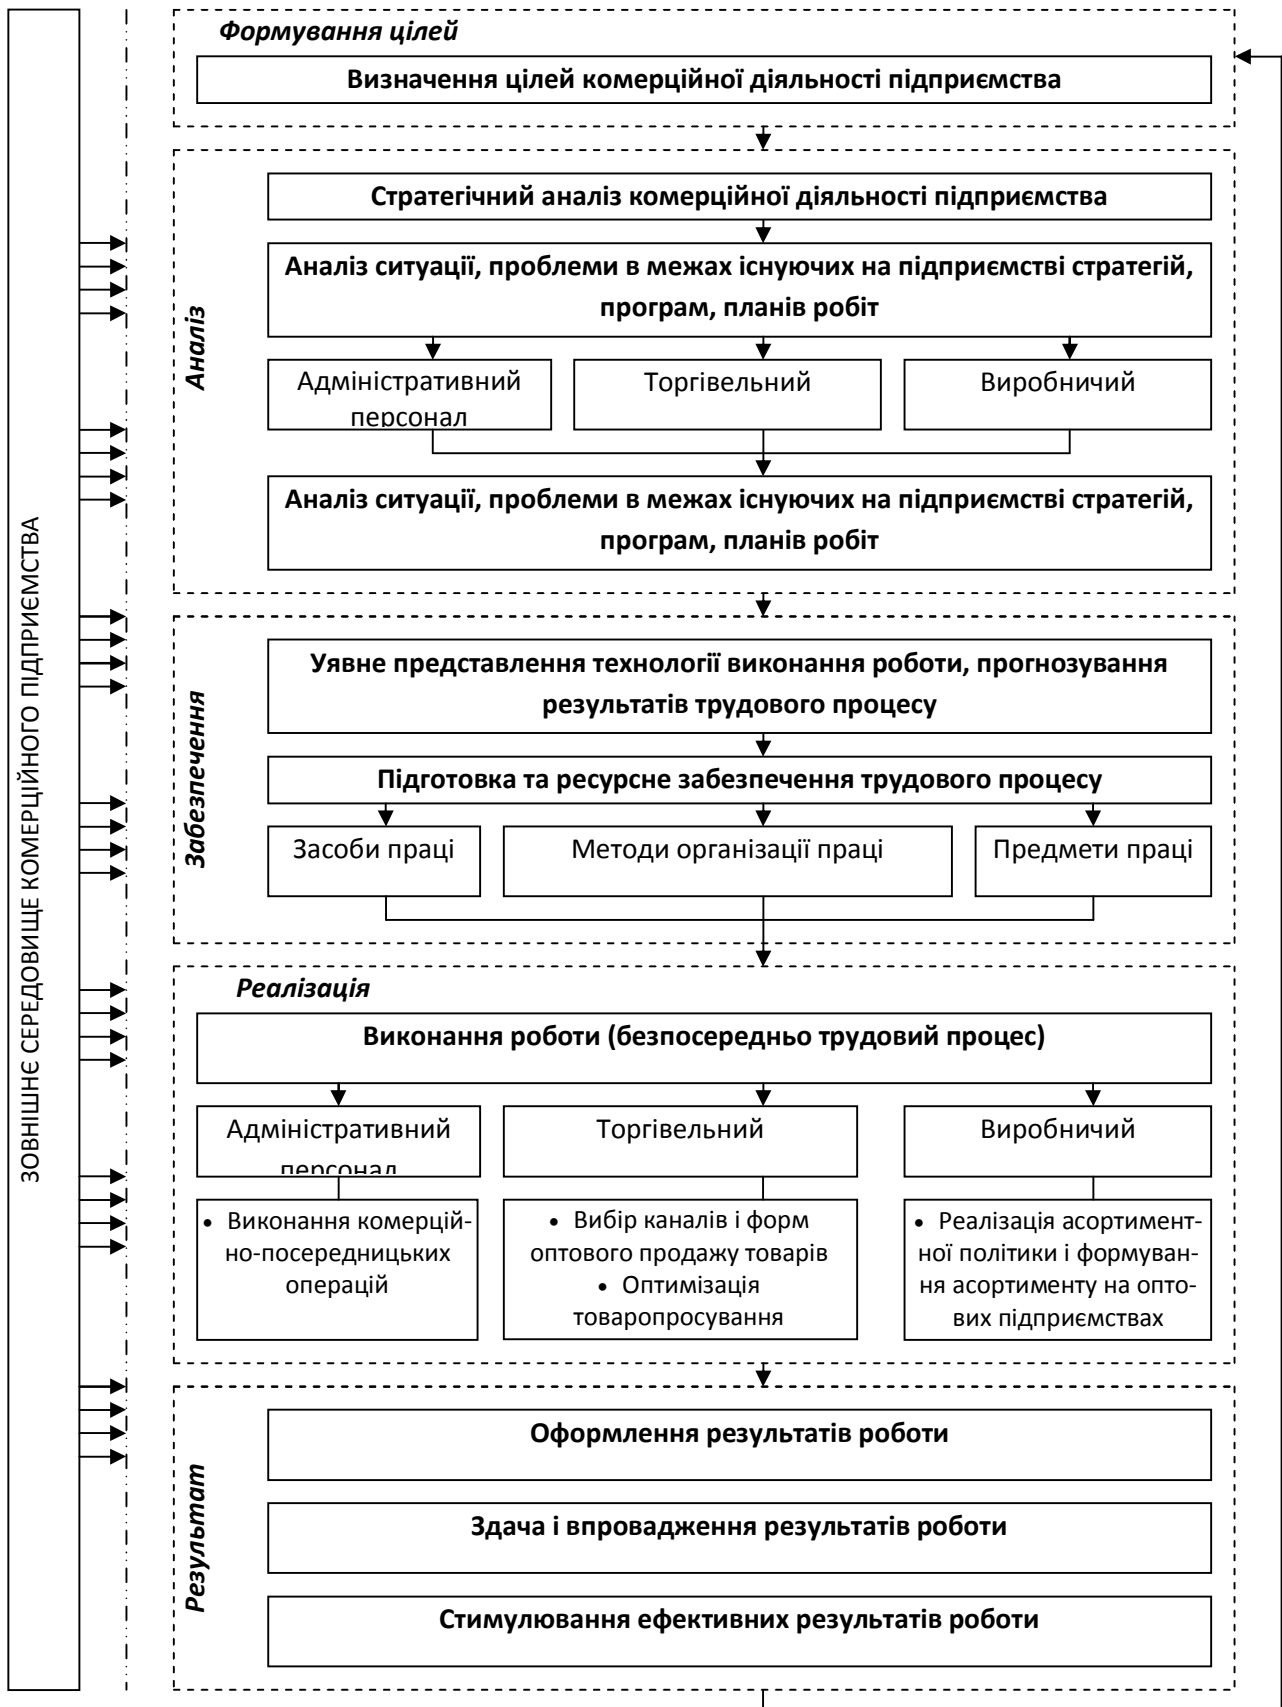 ЗОВНІШНЄ СЕРЕДОВИЩЕ КОМЕРЦІЙНОГО ПІДПРИЄМСТВА
Формування цілей
Визначення цілей комерційної діяльності підприємства
Аналіз
Стратегічний аналіз комерційної діяльності підприємства
Аналіз ситуації, проблеми в межах існуючих на підприємстві стратегій,
програм, планів робіт
Адміністративний
персонал
Торгівельний
Виробничий
Аналіз ситуації, проблеми в межах існуючих на підприємстві стратегій,
програм, планів робіт
Забезпечення
Уявне представлення технології виконання роботи, прогнозування
результатів трудового процесу
Підготовка та ресурсне забезпечення трудового процесу
Засоби праці
Методи організації праці
Предмети праці
Реалізація
Виконання роботи (безпосередньо трудовий процес)
Адміністративний
персонал
Торгівельний
Виробничий
• Виконання комерцій-
но-посередницьких
операцій
• Вибір каналів і форм
оптового продажу товарів
• Оптимізація
товаропросування
• Реалізація асортимент-
ної політики і формуван-
ня асортименту на опто-
вих підприємствах
Результат
Оформлення результатів роботи
Здача і впровадження результатів роботи
Стимулювання ефективних результатів роботи